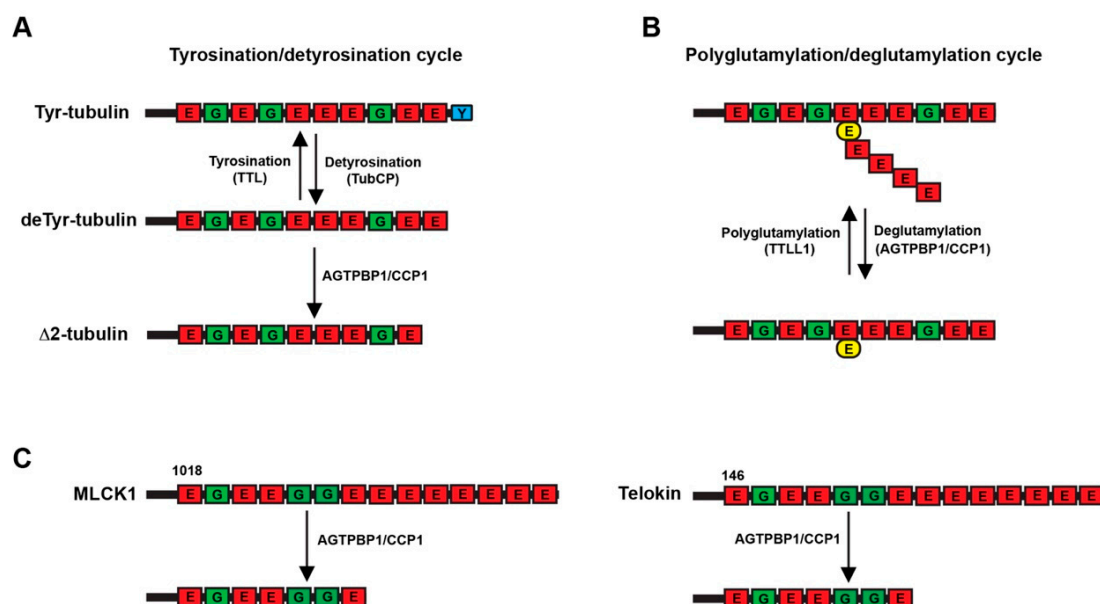 A
Tyrosination/detyrosination cycle
Tyr-tubulin
E G E G E E E G E E Y
Tyrosination
(TTL)
Detyrosination
(TubCP)
deTyr-tubulin
E G E G E E E G E E
AGTPBP1/CCP1
Δ2-tubulin
E G E G E E E G E
B
Polyglutamylation/deglutamylation cycle
E G E G E E E G E E
E
E
E
E
E
Polyglutamylation
(TTLL1)
Deglutamylation
(AGTPBP1/CCP1)
E G E G E E E G E E
E
C
1018
MLCK1
E G E E G G E E E E E E E E
AGTPBP1/CCP1
E G E E G G E
146
Telokin
E G E E G G E E E E E E E E
AGTPBP1/CCP1
E G E E G G E